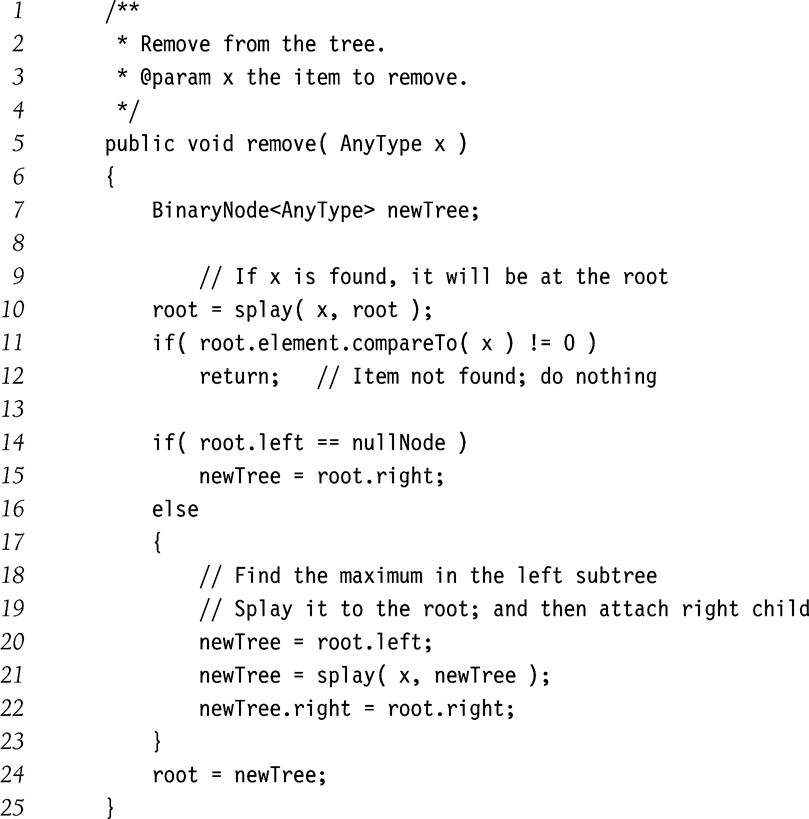 1 /**
2  * Remove from the tree.
3  * @param x the item to remove.
4  */
5 public void remove( AnyType x )
6 {
7     BinaryNode<AnyType> newTree;
8
9         // If x is found, it will be at the root
10     root = splay( x, root );
11     if( root.element.compareTo( x ) != 0 )
12         return;   // Item not found; do nothing
13
14     if( root.left == nullNode )
15         newTree = root.right;
16     else
17     {
18         // Find the maximum in the left subtree
19         // Splay it to the root; and then attach right child
20         newTree = root.left;
21         newTree = splay( x, newTree );
22         newTree.right = root.right;
23     }
24     root = newTree;
25 }